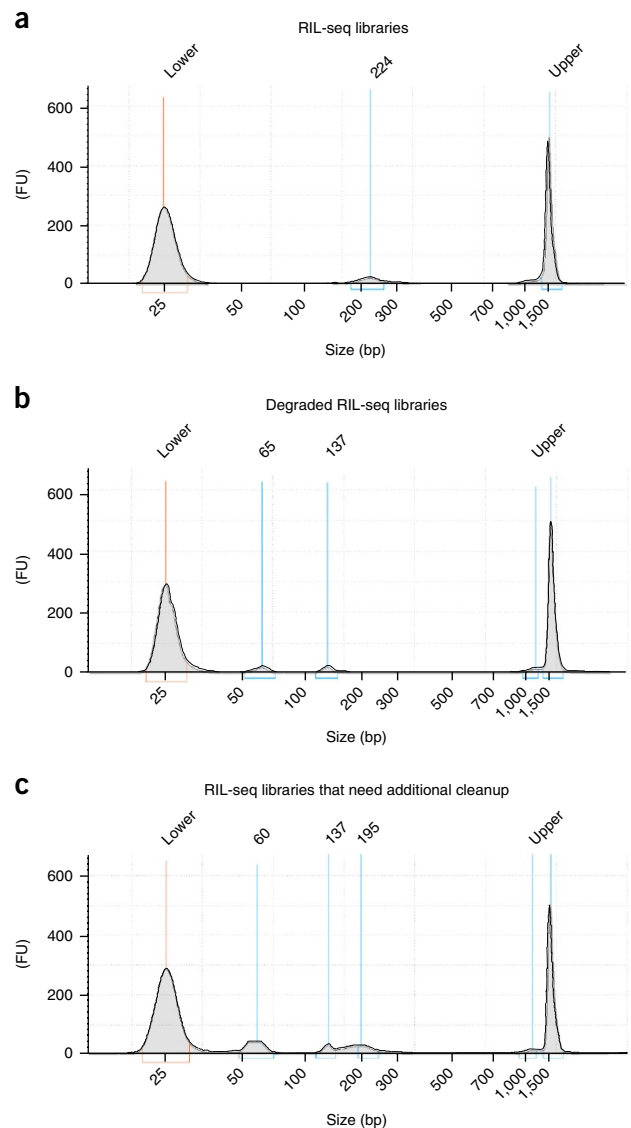 a
RIL-seq libraries
Lower
224
Upper
600
400
200
0
(FU)
25
50
100
200
300
500
700
1,000
1,500
Size (bp)
b
Degraded RIL-seq libraries
Lower
65
137
Upper
600
400
200
0
(FU)
25
50
100
200
300
500
700
1,000
1,500
Size (bp)
c
RIL-seq libraries that need additional cleanup
Lower
60
137
195
Upper
600
400
200
0
(FU)
25
50
100
200
300
500
700
1,000
1,500
Size (bp)